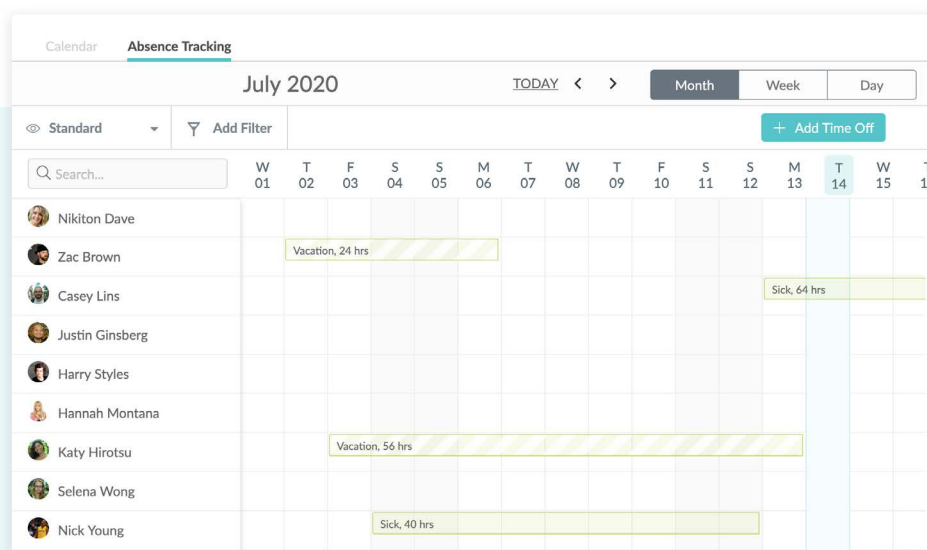 Calendar Absence Tracking
July 2020 TODAY Month Week Day
Standard Add Filter + Add Time Off
Search... W T F S S M T W T F S S M T W
01 02 03 04 05 06 07 08 09 10 11 12 13 14 15
Nikiton Dave
Zac Brown Vacation, 24 hrs
Casey Lins Sick, 64 hrs
Justin Ginsberg
Harry Styles
Hannah Montana
Katy Hirotsu Vacation, 56 hrs
Selena Wong
Nick Young Sick, 40 hrs